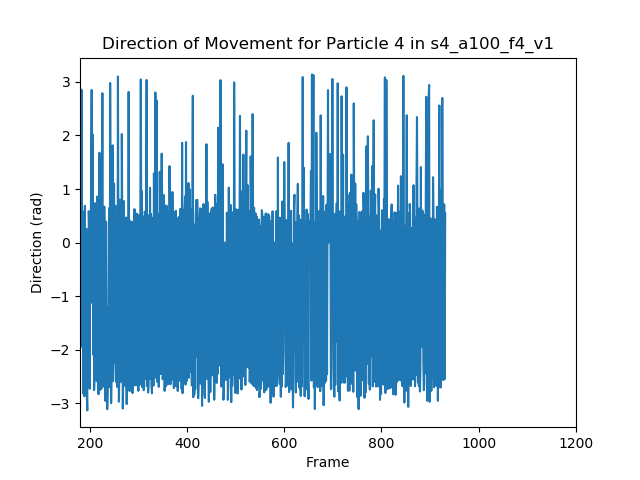 Direction of Movement for Particle 4 in s4_a100_f4_v1
3
2
1
0
−1
−2
−3
Direction (rad)
200 400 600 800 1000 1200
Frame